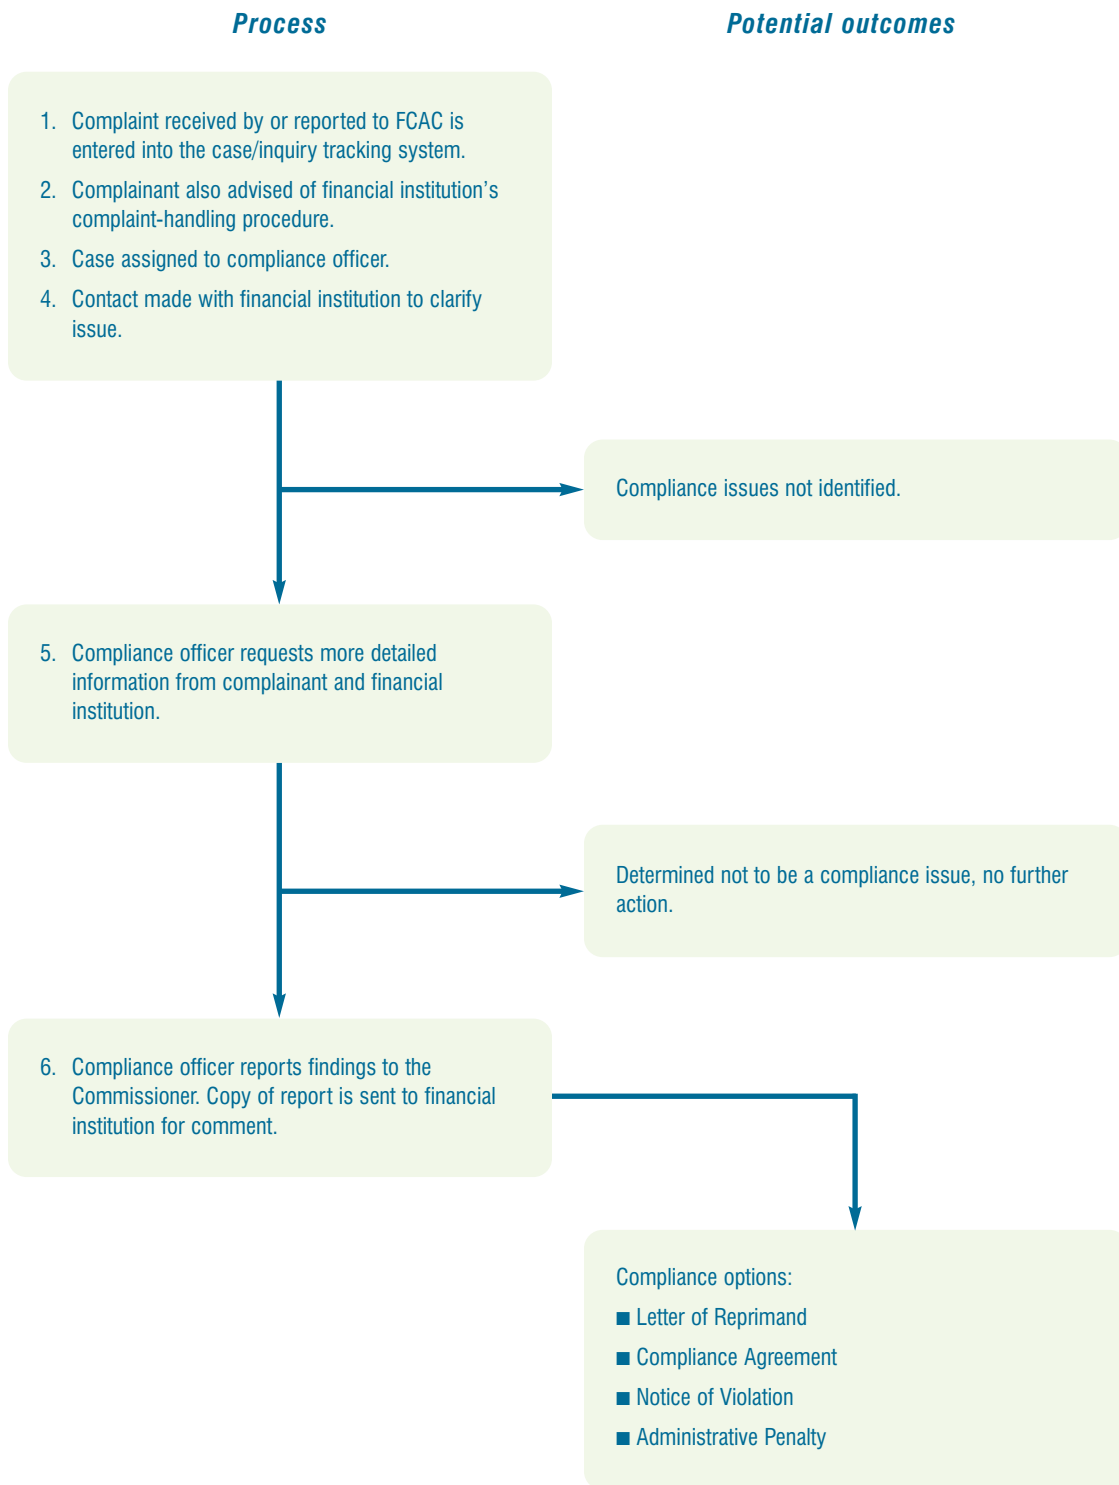 Process
Potential outcomes
1. Complaint received by or reported to FCAC is
entered into the case/inquiry tracking system.
2. Complainant also advised of financial institution’s
complaint-handling procedure.
3. Case assigned to compliance officer.
4. Contact made with financial institution to clarify
issue.
Compliance issues not identified.
5. Compliance officer requests more detailed
information from complainant and financial
institution.
Determined not to be a compliance issue, no further
action.
6. Compliance officer reports findings to the
Commissioner. Copy of report is sent to financial
institution for comment.
Compliance options:
■ Letter of Reprimand
■ Compliance Agreement
■ Notice of Violation
■ Administrative Penalty